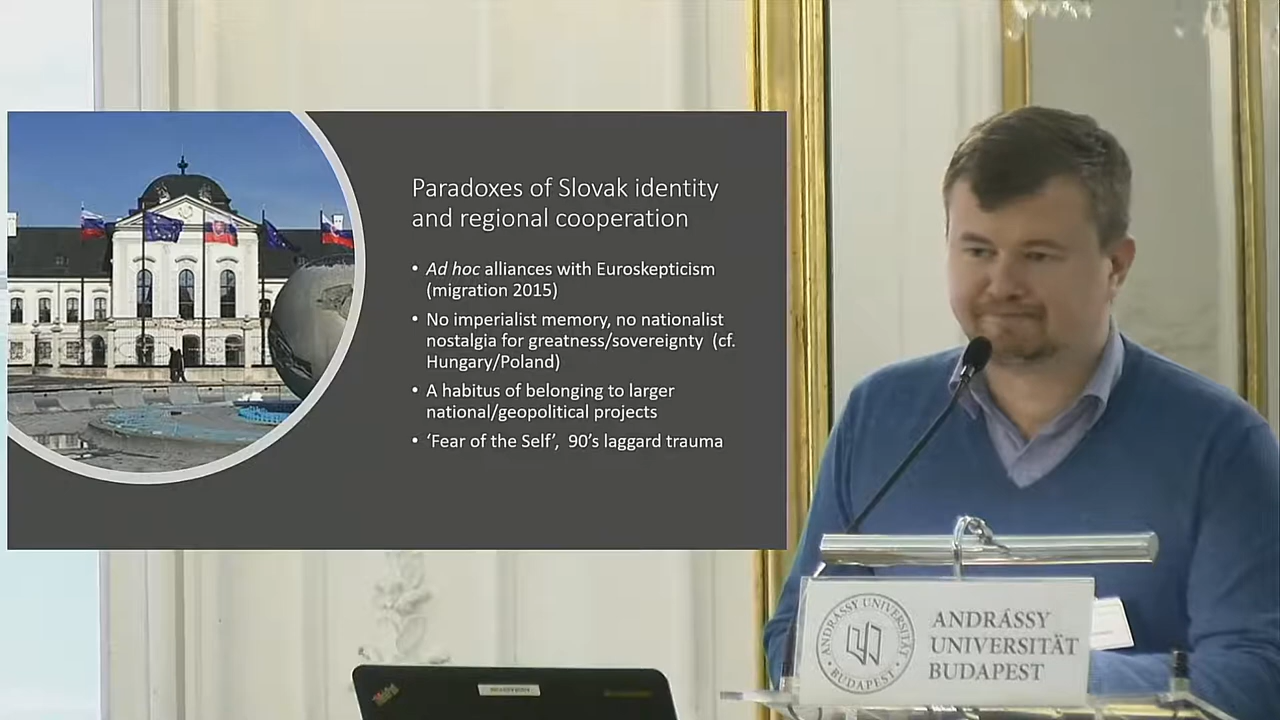 Paradoxes of Slovak identity
and regional cooperation
• Ad hoc alliances with Euroskepticism
(migration 2015)
• No imperialist memory, no nationalist
nostalgia for greatness/sovereignty (cf.
Hungary/Poland)
• A habitus of belonging to larger
national/geopolitical projects
• ‘Fear of the Self’, 90’s laggard trauma
ANDRÁSSY UNIVERSITÄT
• BUDAPEST •
ANDRÁSSY
UNIVERSITÄT
BUDAPEST